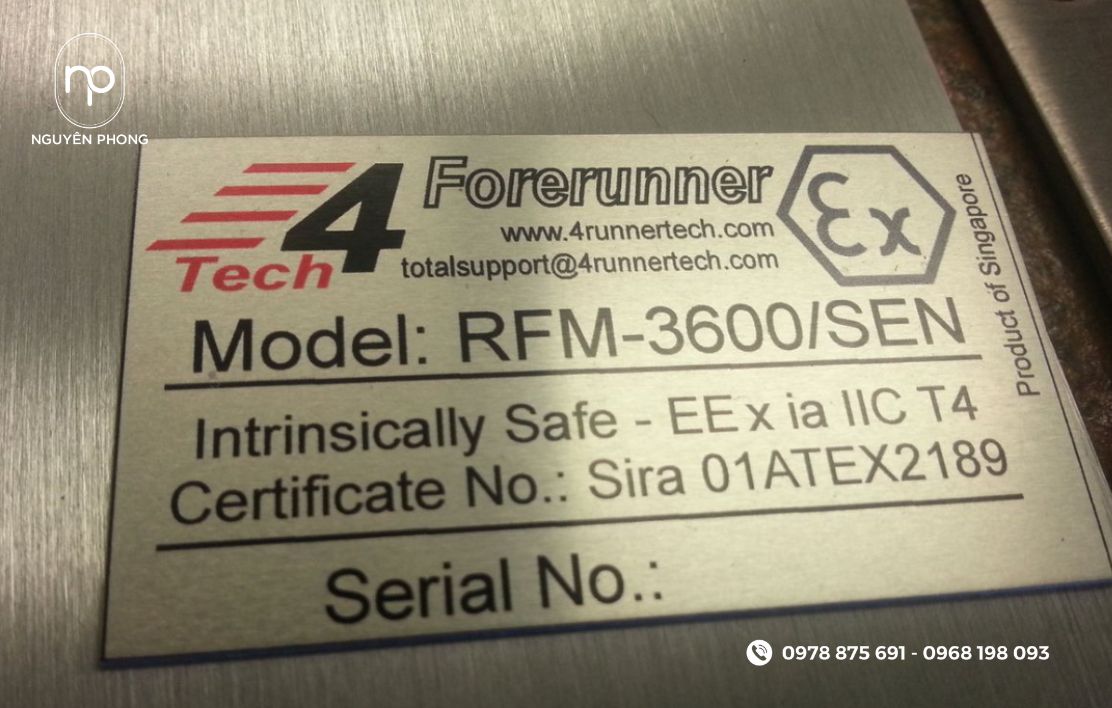 np
NGUYÊN PHONG
4
Tech
Forerunner
www.4runnertech.com
totalsupport@4runnertech.com
Ex
Product of Singapore
Model: RFM-3600/SEN
Intrinsically Safe - EEx ia IIC T4
Certificate No.: Sira 01ATEX2189
Serial No.:
0978 875 691 - 0968 198 093